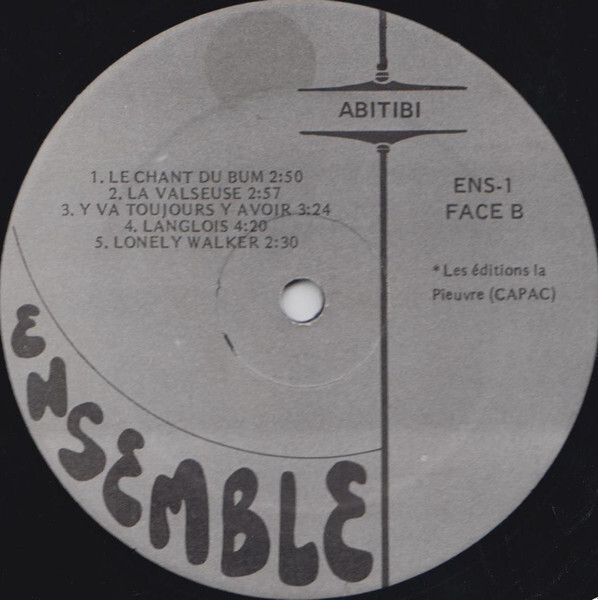 ABITIBI
1. LE CHANT DU BUM 2:50
2. LA VALSEUSE 2:57
3. Y VA TOUJOURS Y AVOIR 3:24
4. LANGLOIS 4:20
5. LONELY WALKER 2:30
ENS-1
FACE B
* Les éditions la
Pieuvre (CAPAC)
ENSEMBLE